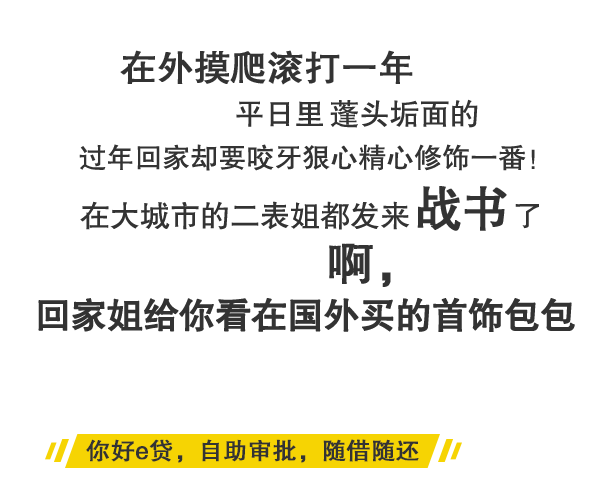 在外摸爬滚打一年
平日里 蓬头垢面的
过年回家却要咬牙狠心精心修饰一番！
在大城市的二表姐都发来 战书 了
啊，
回家姐给你看在国外买的首饰包包
你好e贷，自助审批，随借随还